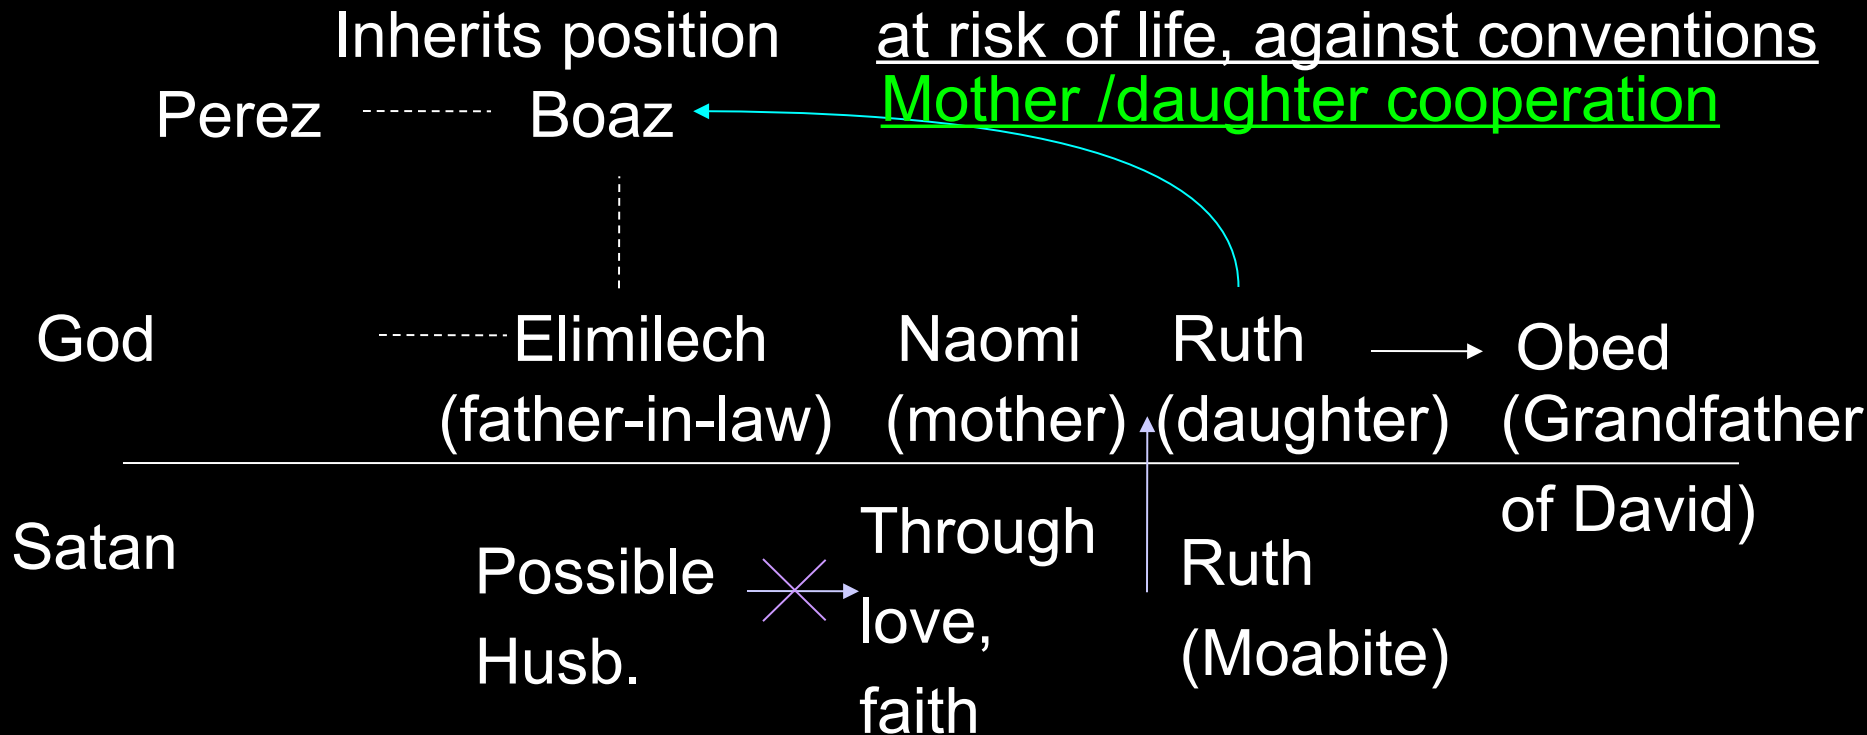 Inherits position at risk of life, against conventions
Mother /daughter cooperation
Perez Boaz
God Elimilech Naomi Ruth Obed
(father-in-law) (mother) (daughter) (Grandfather
of David)
Satan Possible Through Ruth
Husb. love, (Moabite)
faith